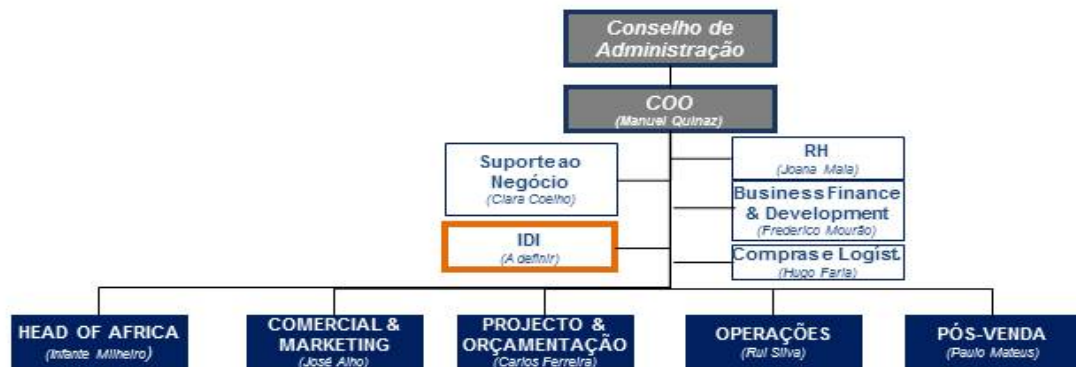 Conselho de
Administração
COO
(Manuel Quinaz)
Suporte ao
Negócio
(Clara Coelho)
RH
(Joana Maia)
Business Finance
& Development
(Frederico Mourão)
IDI
(A definir)
Compras e Logíst.
(Hugo Faria)
HEAD OF AFRICA
(Infante Milheiro)
COMERCIAL &
MARKETING
(José Alho)
PROJECTO &
ORÇAMENTAÇÃO
(Carlos Ferreira)
OPERAÇÕES
(Rui Silva)
PÓS-VENDA
(Paulo Mateus)